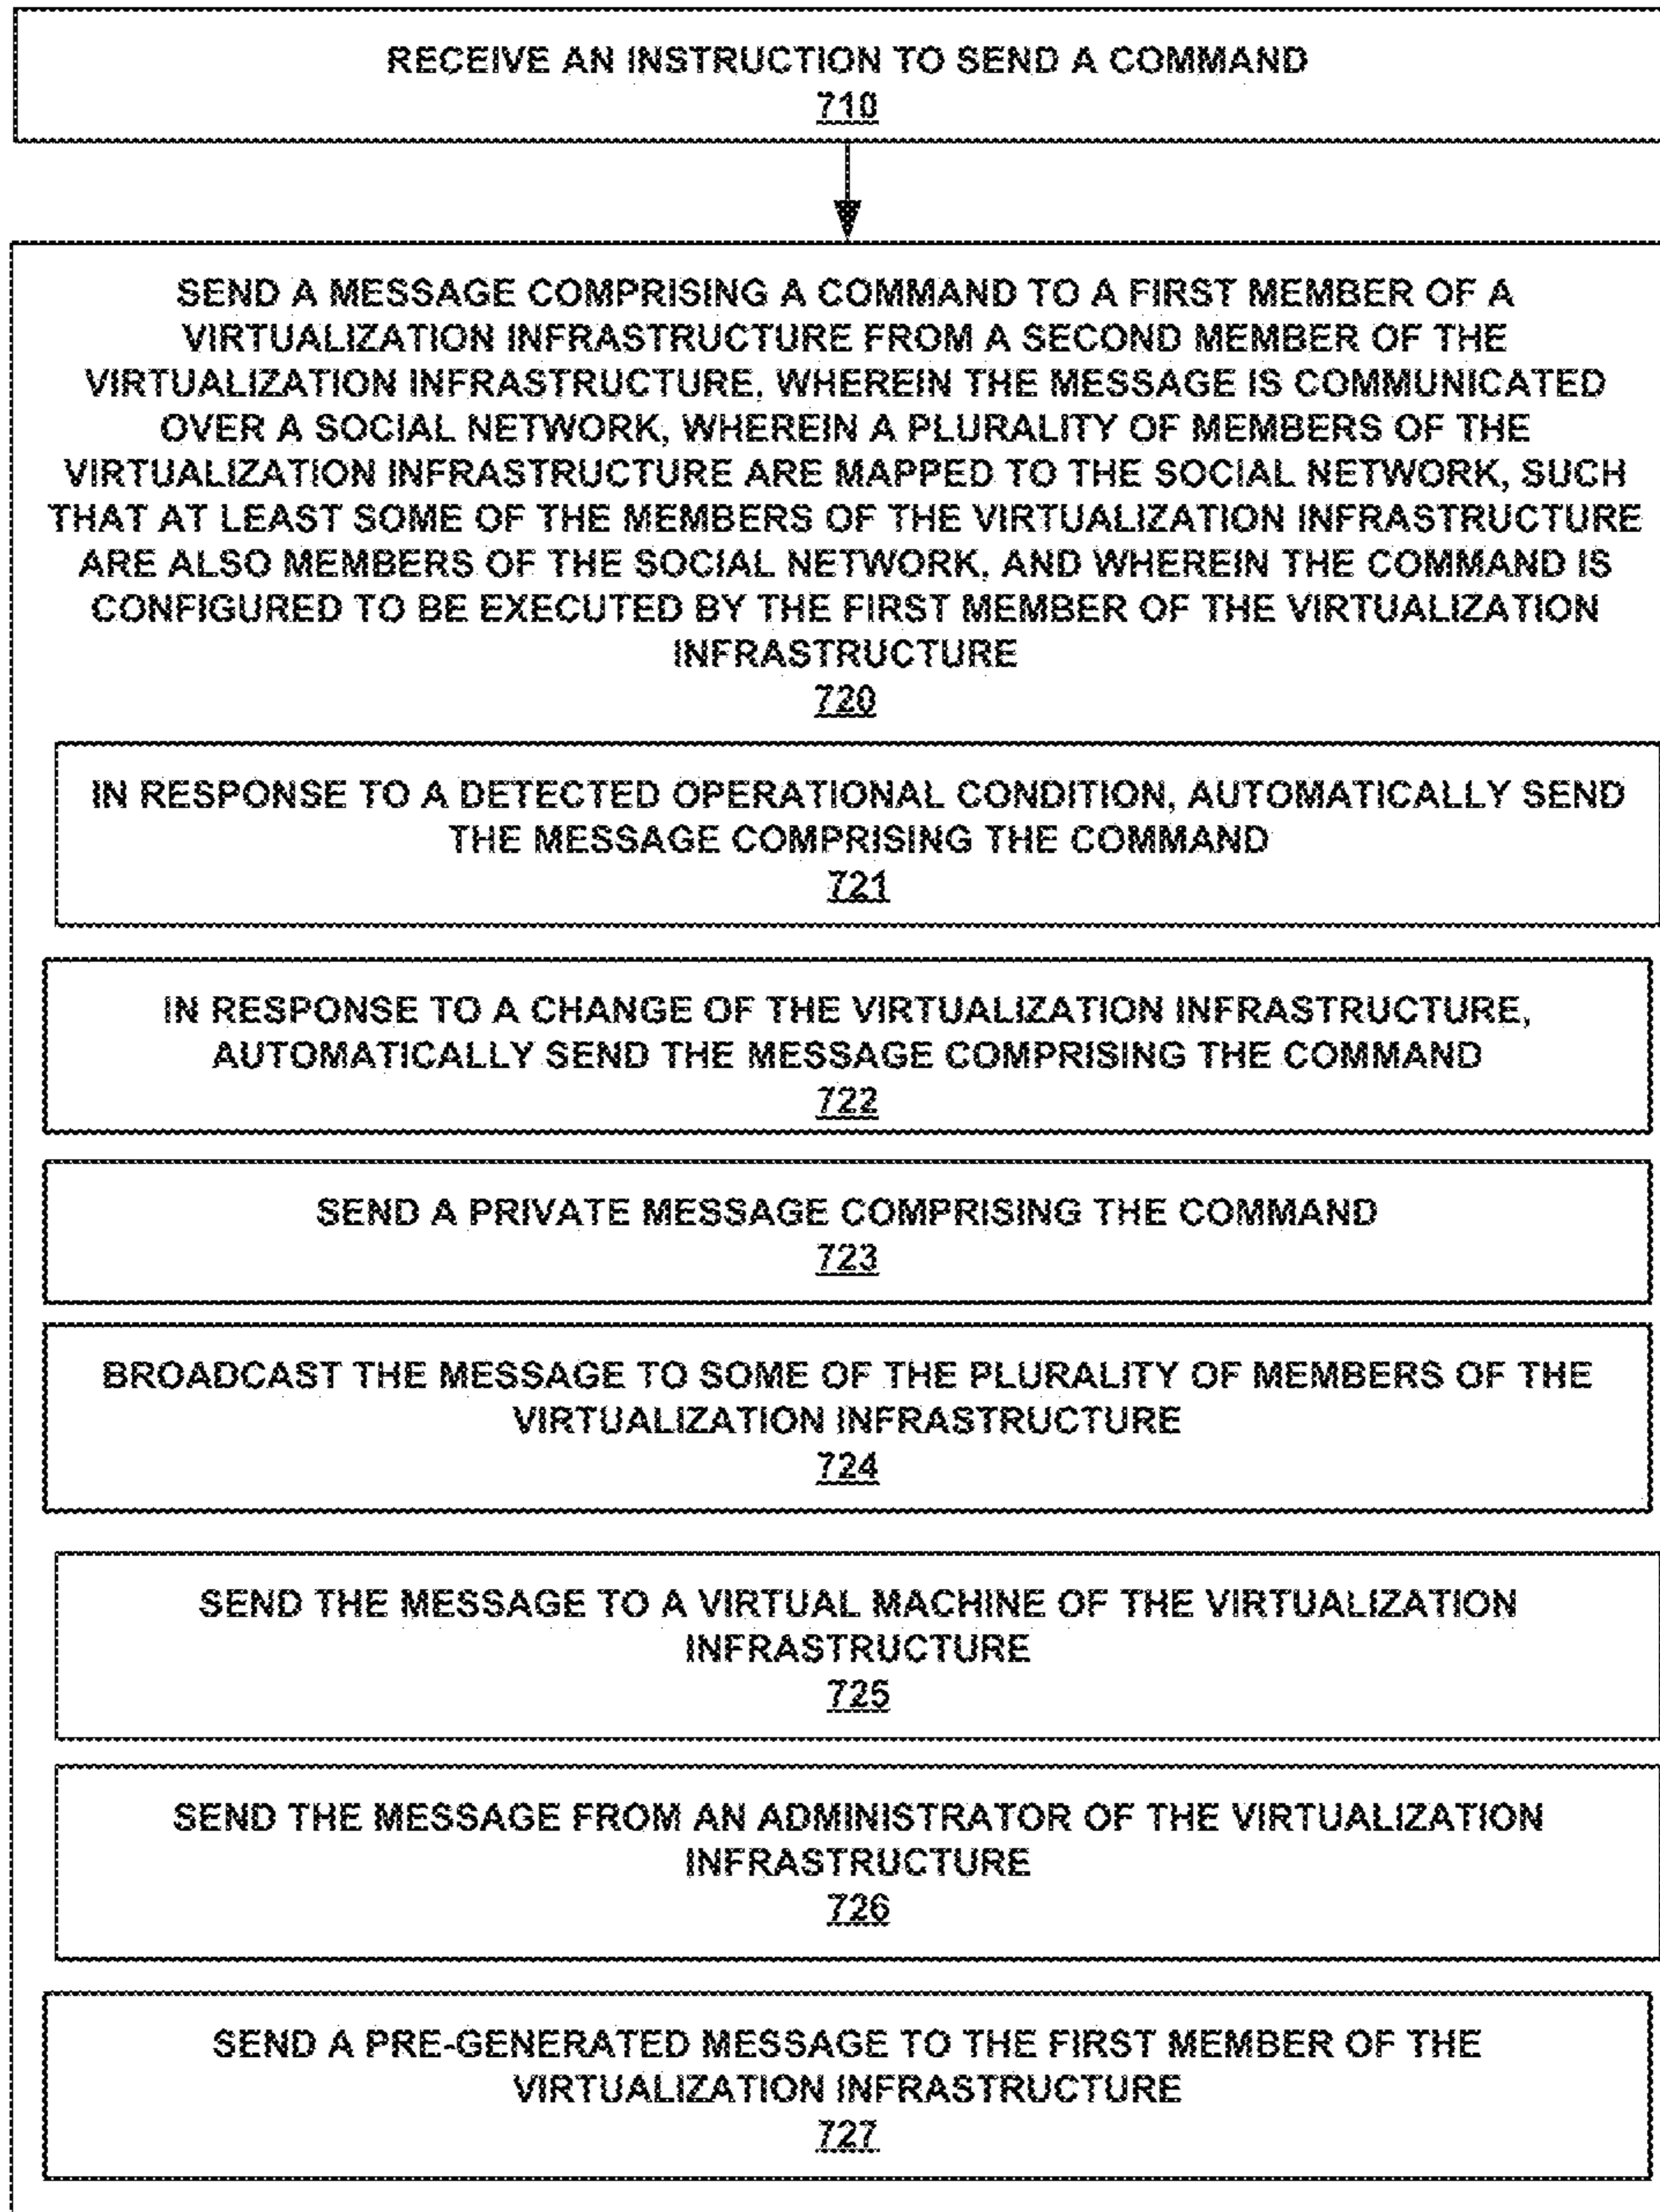 RECEIVE AN INSTRUCTION TO SEND A COMMAND
710
SEND A MESSAGE COMPRISING A COMMAND TO A FIRST MEMBER OF A
VIRTUALIZATION INFRASTRUCTURE FROM A SECOND MEMBER OF THE
VIRTUALIZATION INFRASTRUCTURE, WHEREIN THE MESSAGE IS COMMUNICATED
OVER A SOCIAL NETWORK, WHEREIN A PLURALITY OF MEMBERS OF THE
VIRTUALIZATION INFRASTRUCTURE ARE MAPPED TO THE SOCIAL NETWORK, SUCH
THAT AT LEAST SOME OF THE MEMBERS OF THE VIRTUALIZATION INFRASTRUCTURE
ARE ALSO MEMBERS OF THE SOCIAL NETWORK, AND WHEREIN THE COMMAND IS
CONFIGURED TO BE EXECUTED BY THE FIRST MEMBER OF THE VIRTUALIZATION
INFRASTRUCTURE
720
IN RESPONSE TO A DETECTED OPERATIONAL CONDITION, AUTOMATICALLY SEND
THE MESSAGE COMPRISING THE COMMAND
721
IN RESPONSE TO A CHANGE OF THE VIRTUALIZATION INFRASTRUCTURE,
AUTOMATICALLY SEND THE MESSAGE COMPRISING THE COMMAND
722
SEND A PRIVATE MESSAGE COMPRISING THE COMMAND
723
BROADCAST THE MESSAGE TO SOME OF THE PLURALITY OF MEMBERS OF THE
VIRTUALIZATION INFRASTRUCTURE
724
SEND THE MESSAGE TO A VIRTUAL MACHINE OF THE VIRTUALIZATION
INFRASTRUCTURE
725
SEND THE MESSAGE FROM AN ADMINISTRATOR OF THE VIRTUALIZATION
INFRASTRUCTURE
726
SEND A PRE-GENERATED MESSAGE TO THE FIRST MEMBER OF THE
VIRTUALIZATION INFRASTRUCTURE
727